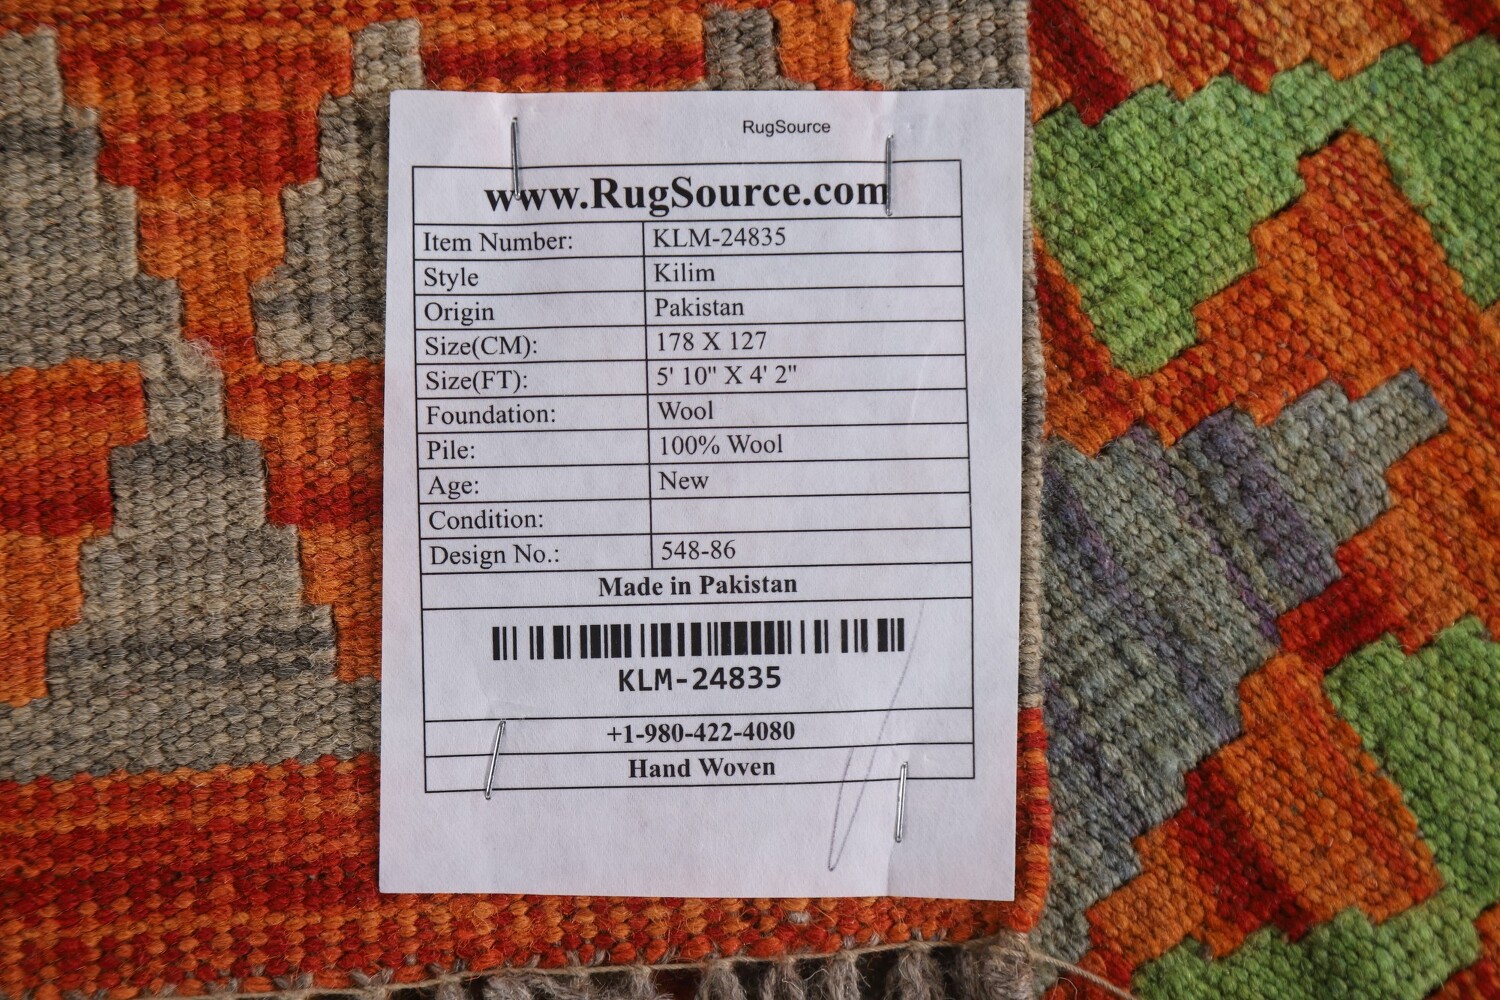 RugSource
www.RugSource.com
Item Number: KLM-24835
Style Kilim
Origin Pakistan
Size(CM): 178 X 127
Size(FT): 5' 10" X 4' 2"
Foundation: Wool
Pile: 100% Wool
Age: New
Condition:
Design No.: 548-86
Made in Pakistan
KLM-24835
+1-980-422-4080
Hand Woven